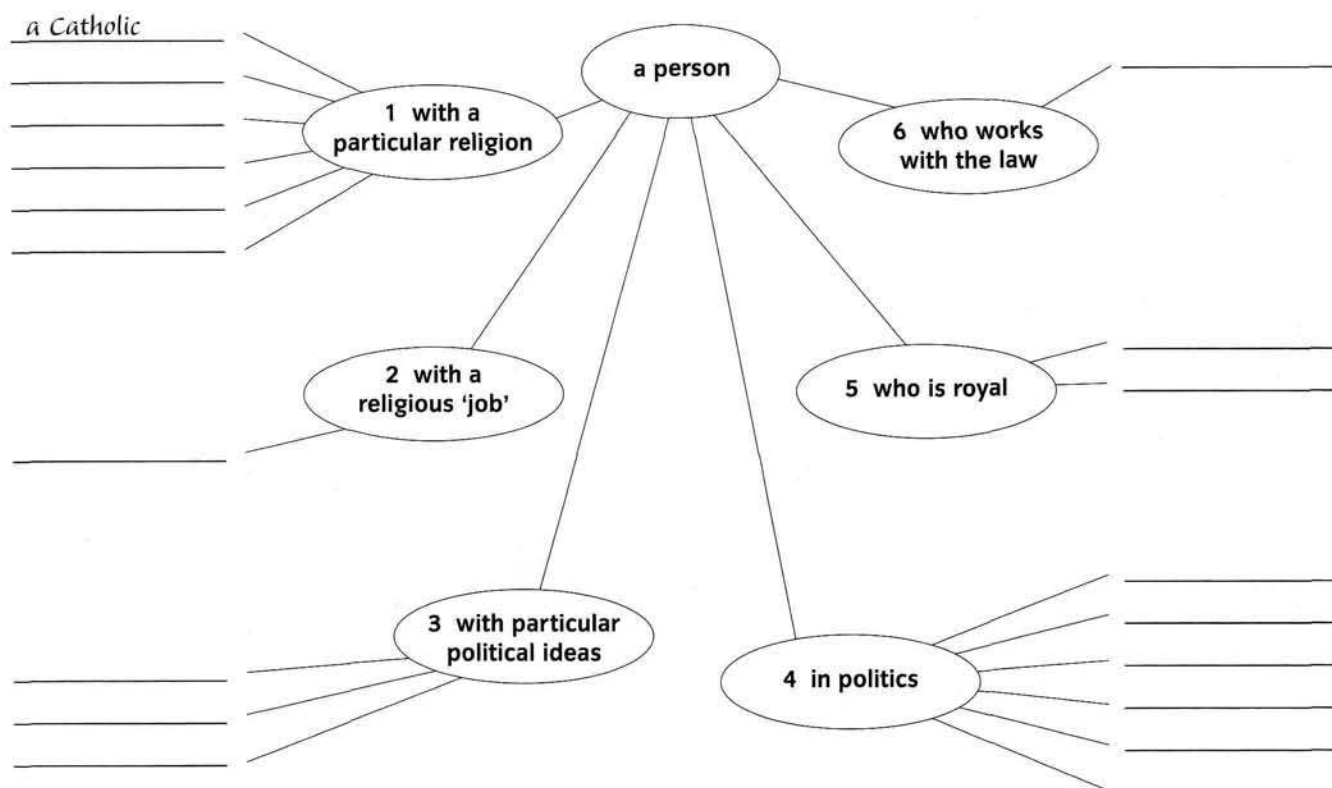 a Catholic
a person
1 with a
particular religion
6 who works
with the law
2 with a
religious 'job'
5 who is royal
3 with particular
political ideas
4 in politics